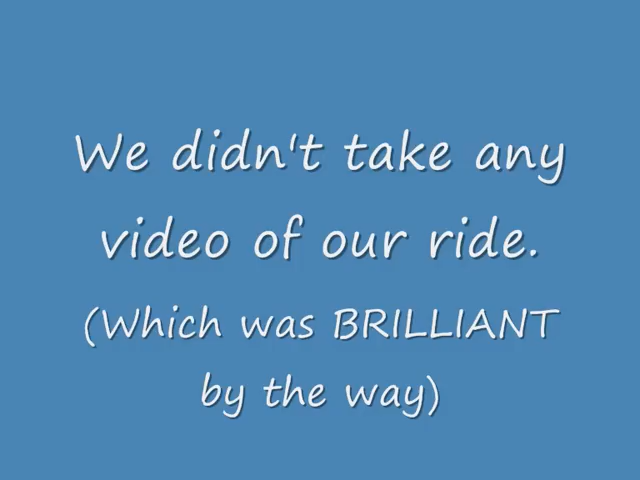 We didn't take any
video of our ride.
(Which was BRILLIANT
by the way)